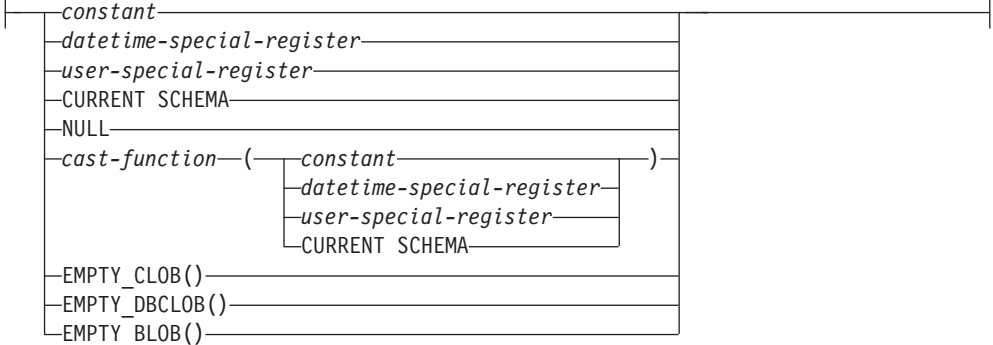 constant
datetime-special-register
user-special-register
CURRENT SCHEMA
NULL
cast-function ( constant )
datetime-special-register
user-special-register
CURRENT SCHEMA
EMPTY_CLOB()
EMPTY_DBCLOB()
EMPTY_BLOB()